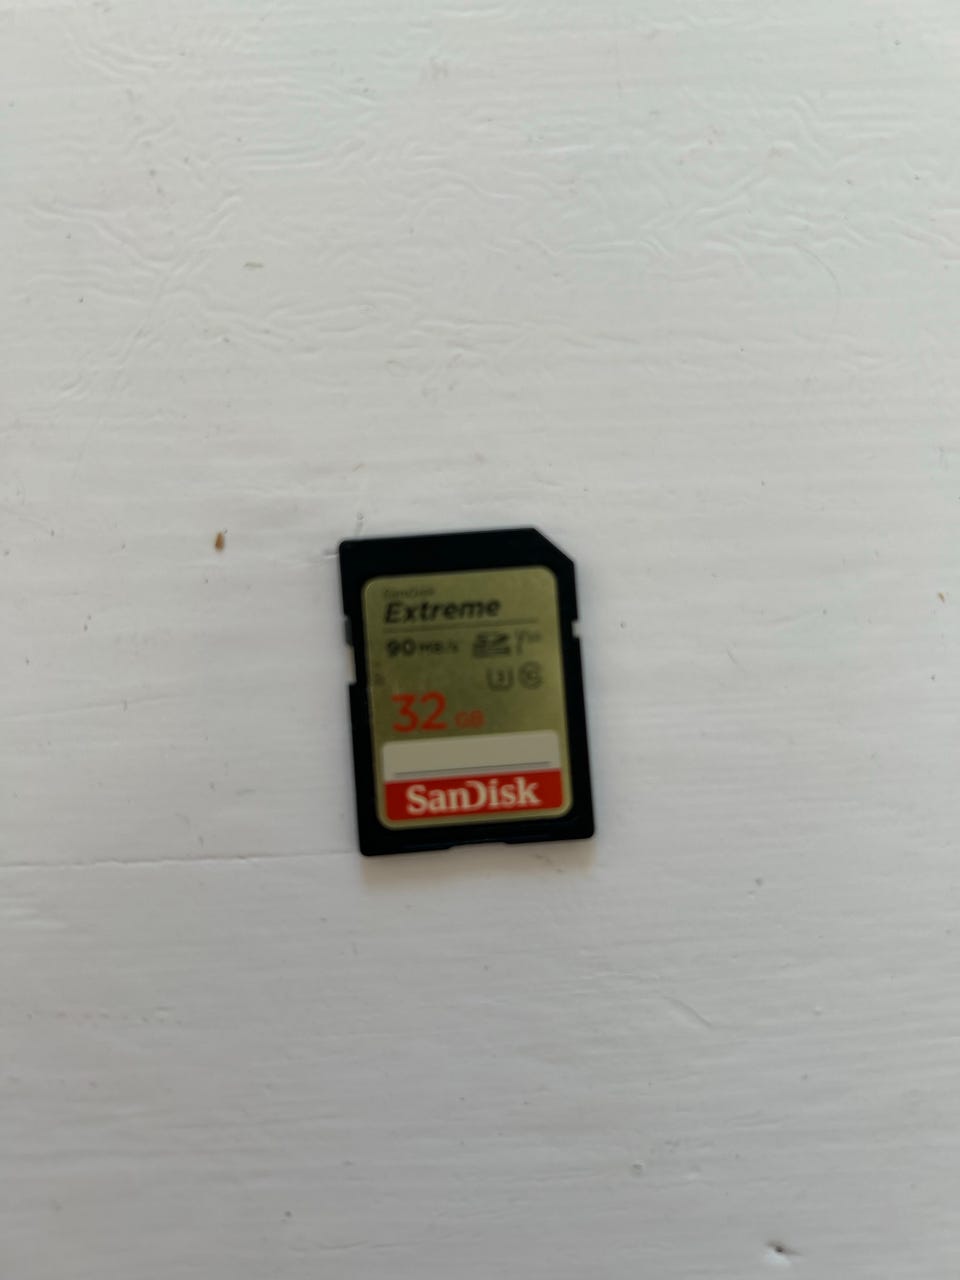 SanDisk
Extreme
90 MB/s
32 GB
SanDisk